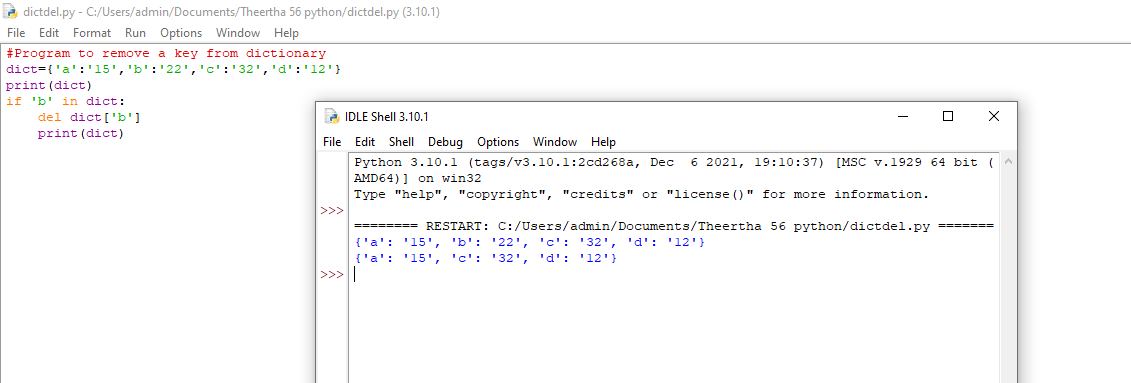 dictdel.py - C:/Users/admin/Documents/Theertha 56 python/dictdel.py (3.10.1)
File Edit Format Run Options Window Help
#Program to remove a key from dictionary
dict={'a':'15','b':'22','c':'32','d':'12'}
print(dict)
if 'b' in dict:
    del dict['b']
    print(dict)
IDLE Shell 3.10.1
File Edit Shell Debug Options Window Help
Python 3.10.1 (tags/v3.10.1:2cd268a, Dec  6 2021, 19:10:37) [MSC v.1929 64 bit (
AMD64)] on win32
Type "help", "copyright", "credits" or "license()" for more information.
>>>
======== RESTART: C:/Users/admin/Documents/Theertha 56 python/dictdel.py =======
{'a': '15', 'b': '22', 'c': '32', 'd': '12'}
{'a': '15', 'c': '32', 'd': '12'}
>>>